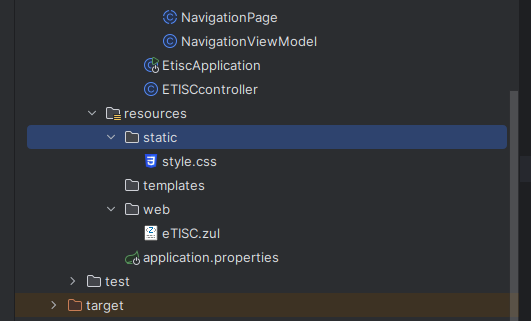 NavigationPage
NavigationViewModel
EtiscApplication
ETISCcontroller
resources
static
style.css
templates
web
eTISC.zul
application.properties
test
target